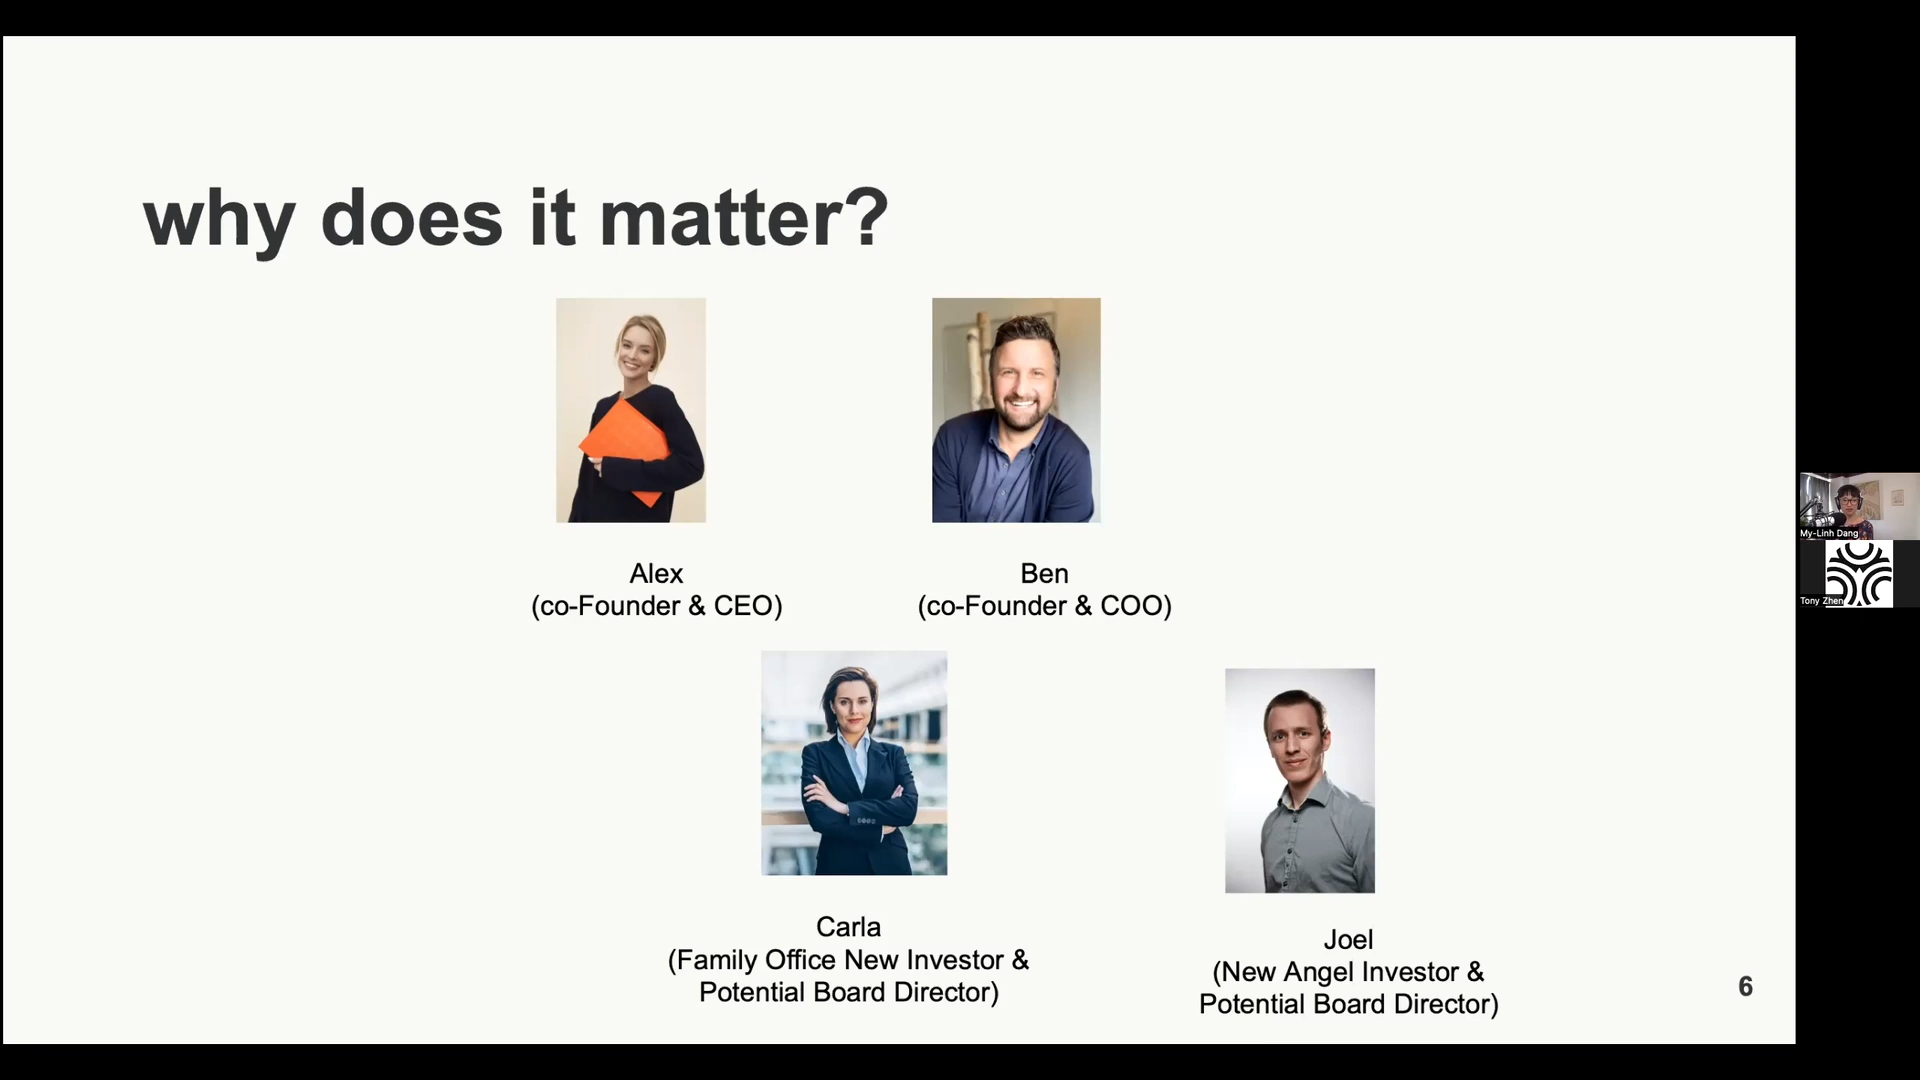 why does it matter?
Alex
(co-Founder & CEO)
Ben
(co-Founder & COO)
Carla
(Family Office New Investor &
Potential Board Director)
Joel
(New Angel Investor &
Potential Board Director)
6
My-Linh Dang
Tony Zhen